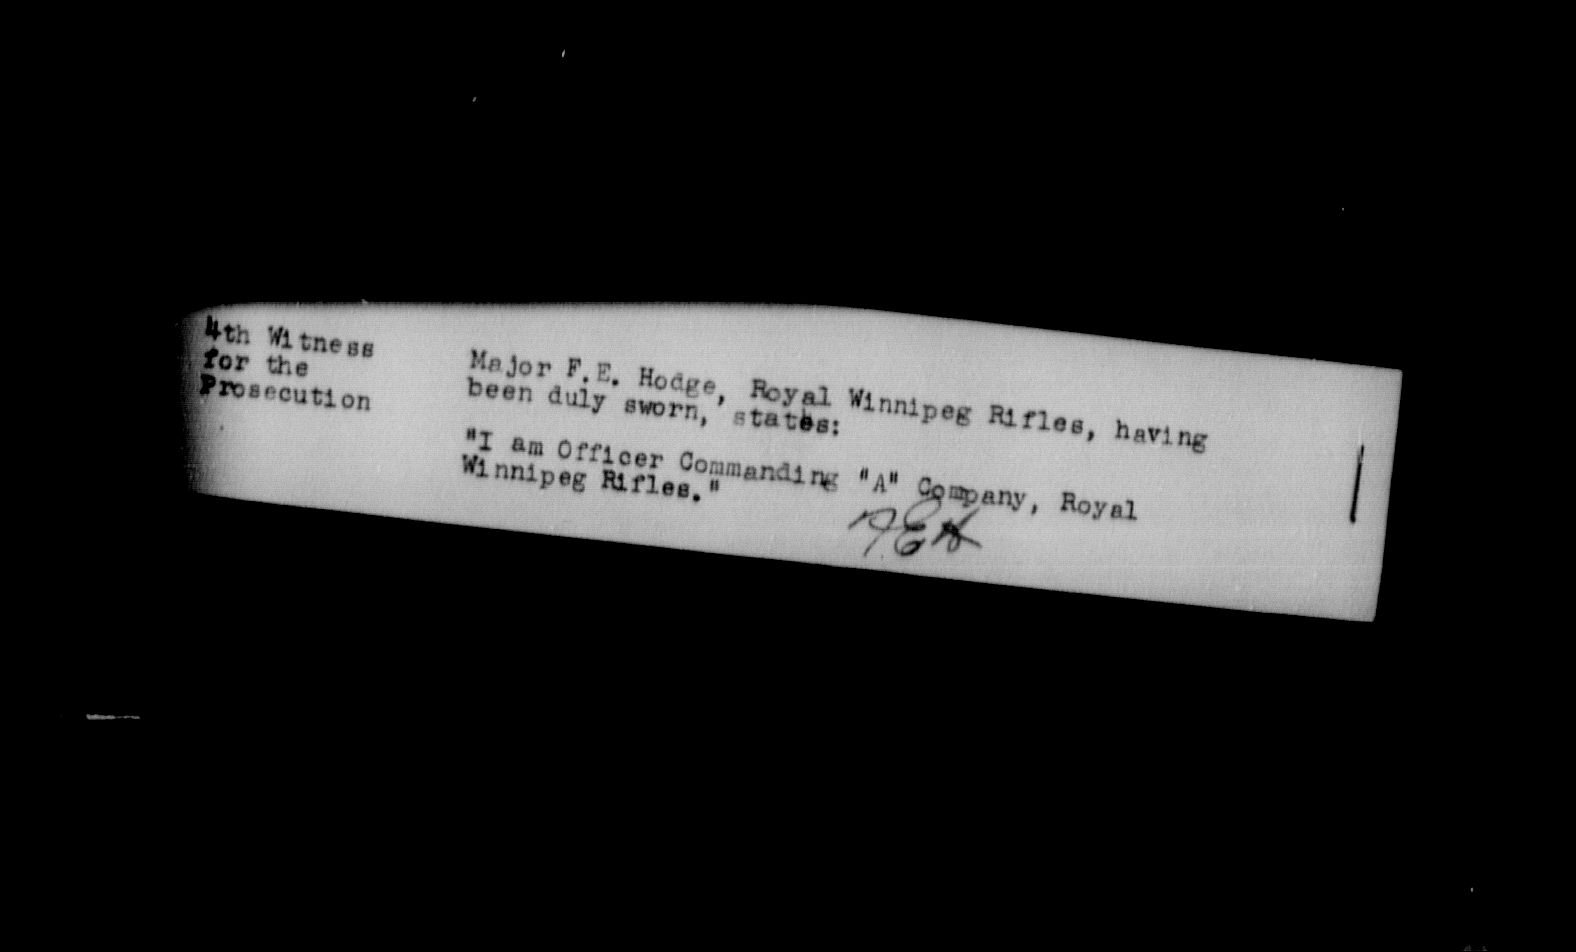 4th Witness
for the
Prosecution
Major F.E. Hodge, Royal Winnipeg Rifles, having
been duly sworn, states:
"I am Officer Commanding "A" Company, Royal
Winnipeg Rifles."
FEH